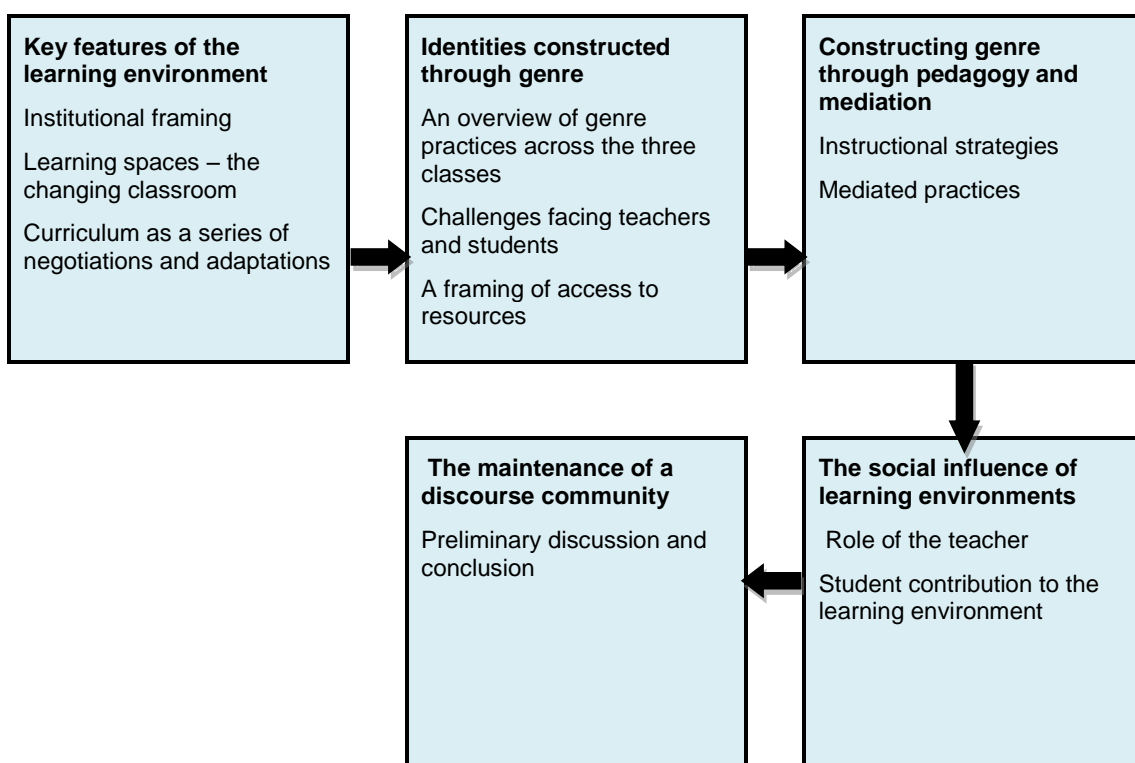 Key features of the
learning environment
Institutional framing
Learning spaces – the
changing classroom
Curriculum as a series of
negotiations and adaptations
Identities constructed
through genre
An overview of genre
practices across the three
classes
Challenges facing teachers
and students
A framing of access to
resources
Constructing genre
through pedagogy and
mediation
Instructional strategies
Mediated practices
The social influence of
learning environments
Role of the teacher
Student contribution to the
learning environment
The maintenance of a
discourse community
Preliminary discussion and
conclusion